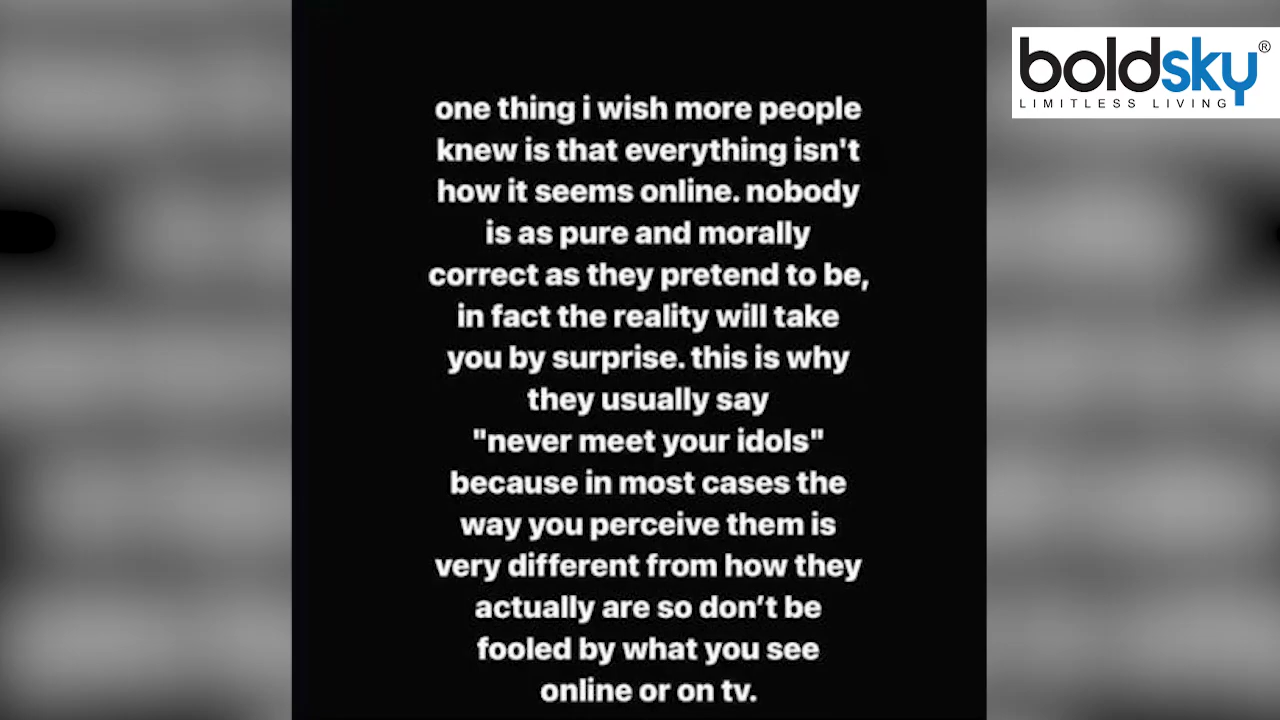 boldsky®
LIMITLESS LIVING
one thing i wish more people
knew is that everything isn't
how it seems online. nobody
is as pure and morally
correct as they pretend to be,
in fact the reality will take
you by surprise. this is why
they usually say
"never meet your idols"
because in most cases the
way you perceive them is
very different from how they
actually are so don’t be
fooled by what you see
online or on tv.